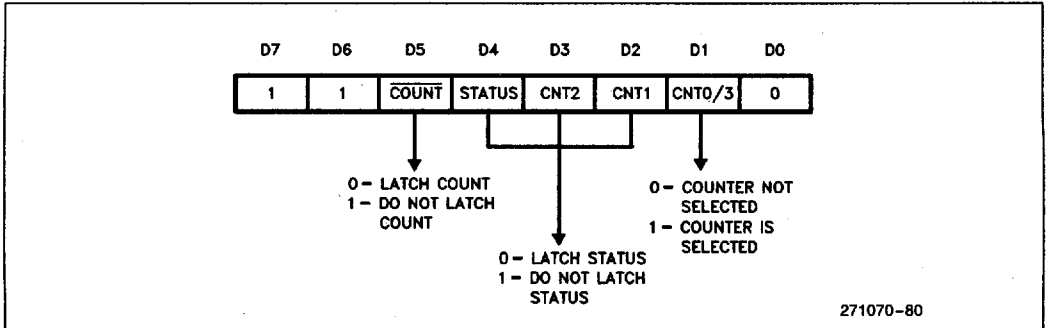 D7 D6 D5 D4 D3 D2 D1 D0
1 1 COUNT STATUS CNT2 CNT1 CNT0/3 0
0 – LATCH COUNT
1 – DO NOT LATCH
COUNT
0 – COUNTER NOT
SELECTED
1 – COUNTER IS
SELECTED
0 – LATCH STATUS
1 – DO NOT LATCH
STATUS
271070-80